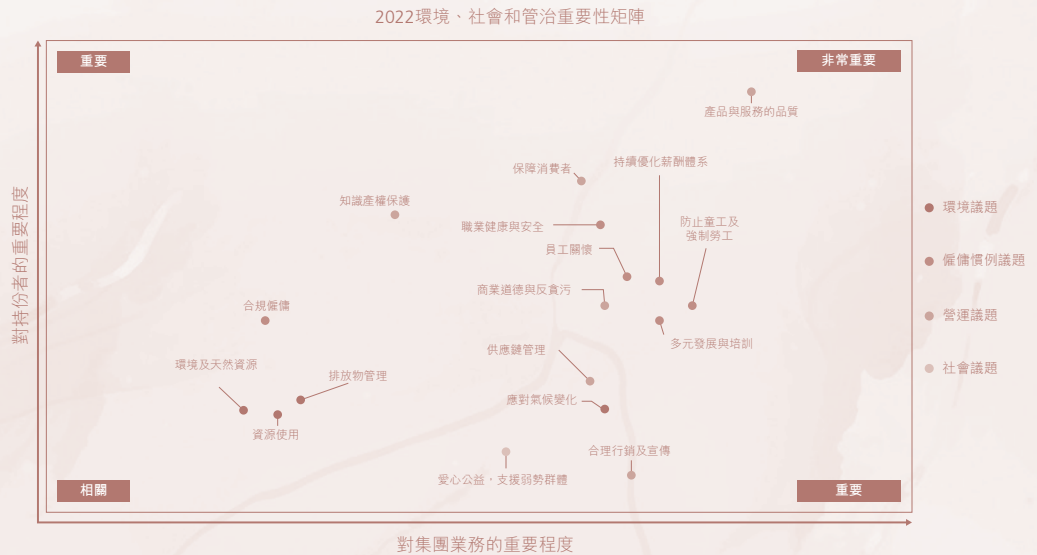 2022環境、社會和管治重要性矩陣
重要
非常重要
產品與服務的品質
保障消費者
持續優化薪酬體系
知識產權保護
職業健康與安全
防止童工及
強制勞工
員工關懷
商業道德與反貪污
合規僱傭
多元發展與培訓
供應鏈管理
環境及天然資源
排放物管理
應對氣候變化
資源使用
合理行銷及宣傳
愛心公益，支援弱勢群體
相關
重要
對持份者的重要程度
對集團業務的重要程度
環境議題
僱傭慣例議題
營運議題
社會議題